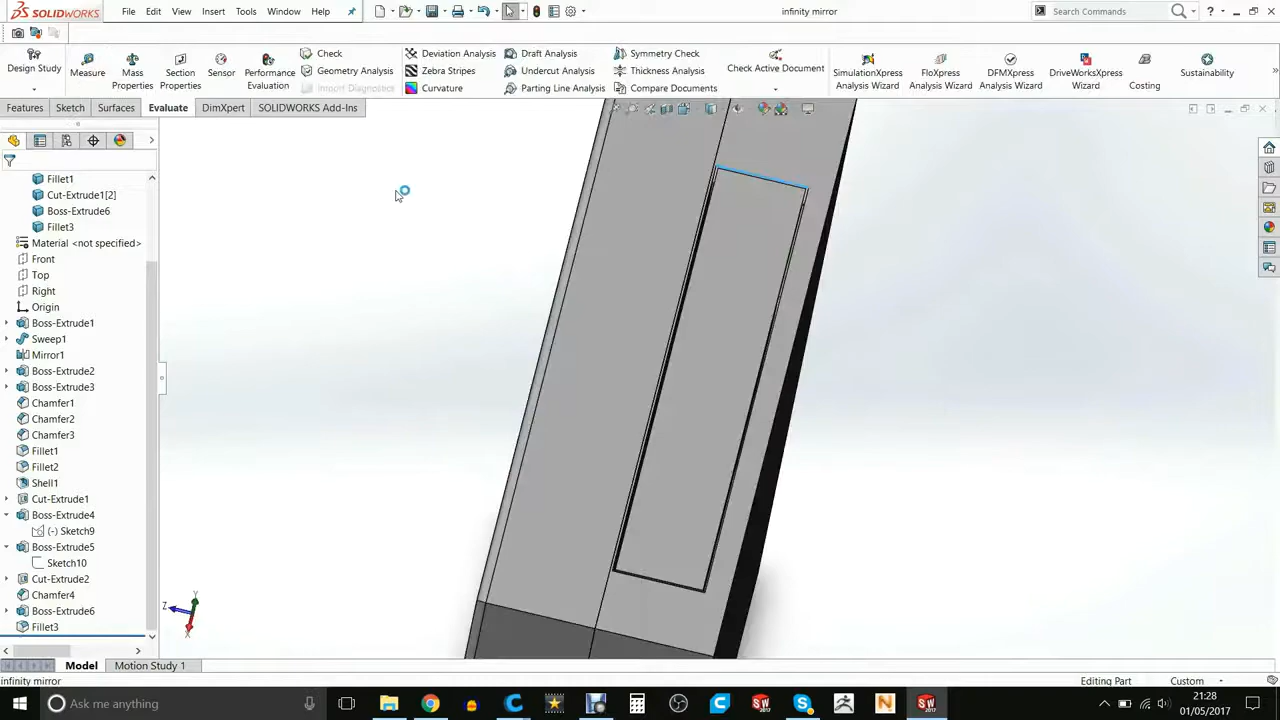 SOLIDWORKS File Edit View Insert Tools Window Help infinity mirror Search Commands
Design Study
Measure
Mass Properties
Section Properties
Sensor
Performance Evaluation
Check
Geometry Analysis
Import Diagnostics
Deviation Analysis
Zebra Stripes
Curvature
Draft Analysis
Undercut Analysis
Parting Line Analysis
Symmetry Check
Thickness Analysis
Compare Documents
Check Active Document
SimulationXpress Analysis Wizard
FloXpress Analysis Wizard
DFMXpress Analysis Wizard
DriveWorksXpress Wizard
Costing
Sustainability
Features Sketch Surfaces Evaluate DimXpert SOLIDWORKS Add-Ins
Fillet1
Cut-Extrude1[2]
Boss-Extrude6
Fillet3
Material <not specified>
Front
Top
Right
Origin
Boss-Extrude1
Sweep1
Mirror1
Boss-Extrude2
Boss-Extrude3
Chamfer1
Chamfer2
Chamfer3
Fillet1
Fillet2
Shell1
Cut-Extrude1
Boss-Extrude4
(-) Sketch9
Boss-Extrude5
Sketch10
Cut-Extrude2
Chamfer4
Boss-Extrude6
Fillet3
Z Y X
Model Motion Study 1
infinity mirror Editing Part Custom
Ask me anything
21:28
01/05/2017